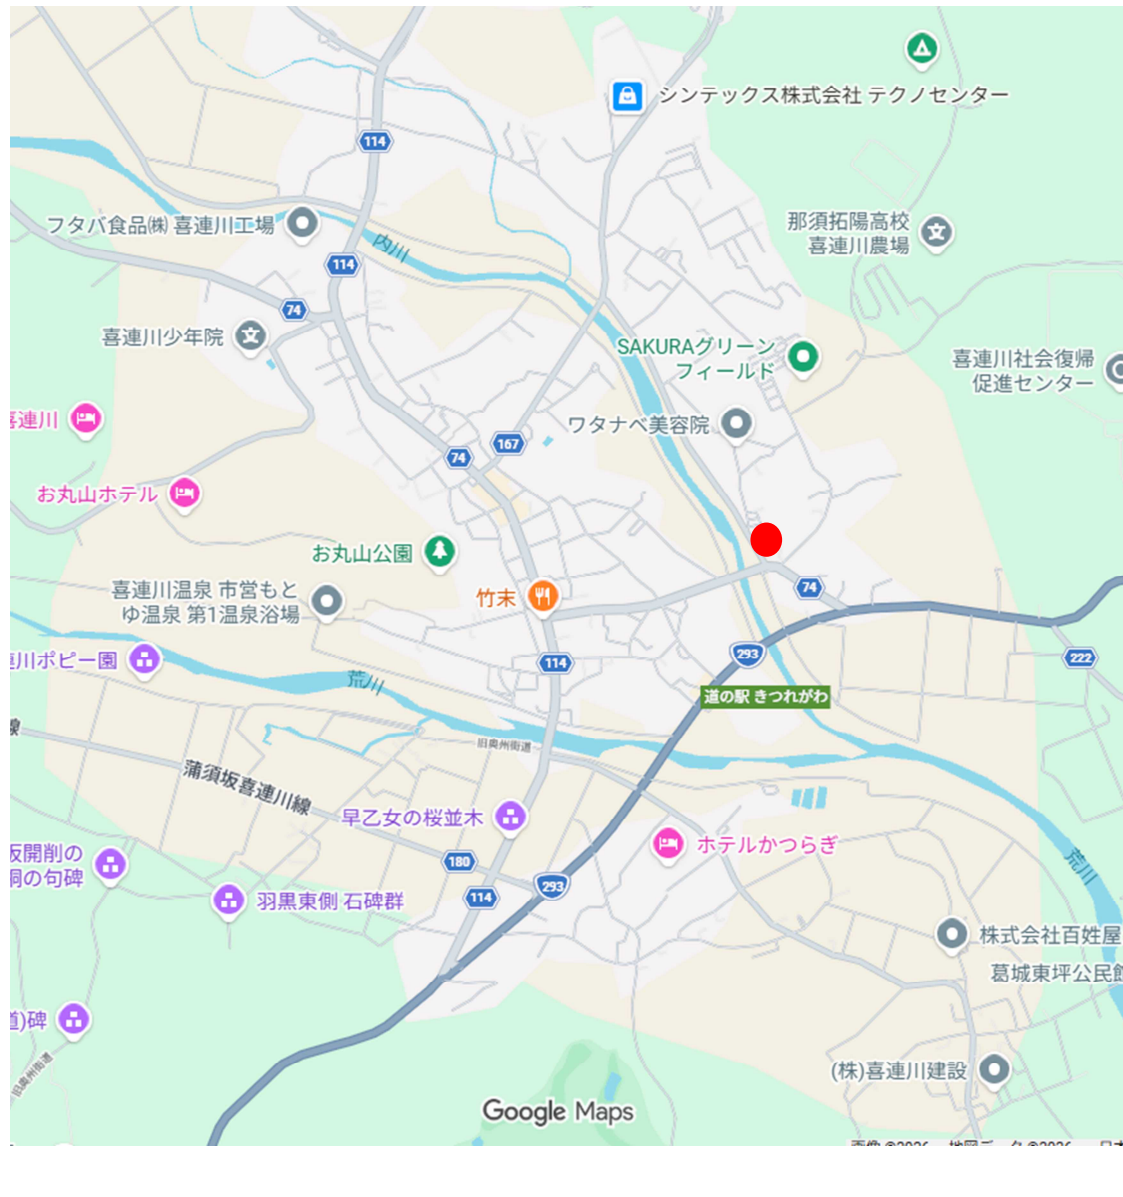 シンテックス株式会社 テクノセンター
114
那須拓陽高校
喜連川農場
フタバ食品㈱ 喜連川工場
内川
114
74
喜連川少年院
SAKURAグリーン
フィールド
喜連川社会復帰
促進センター
喜連川
ワタナベ美容院
167
74
お丸山ホテル
お丸山公園
喜連川温泉 市営もと
ゆ温泉 第1温泉浴場
竹末
74
114
293
222
連川ポピー園
荒川
道の駅 きつれがわ
線
旧奥州街道
蒲須坂喜連川線
早乙女の桜並木
ホテルかつらぎ
坂開削の
洞の句碑
180
荒川
293
114
羽黒東側 石碑群
株式会社百姓屋
葛城東坪公民館
道)碑
旧奥州街道
(株)喜連川建設
Google Maps